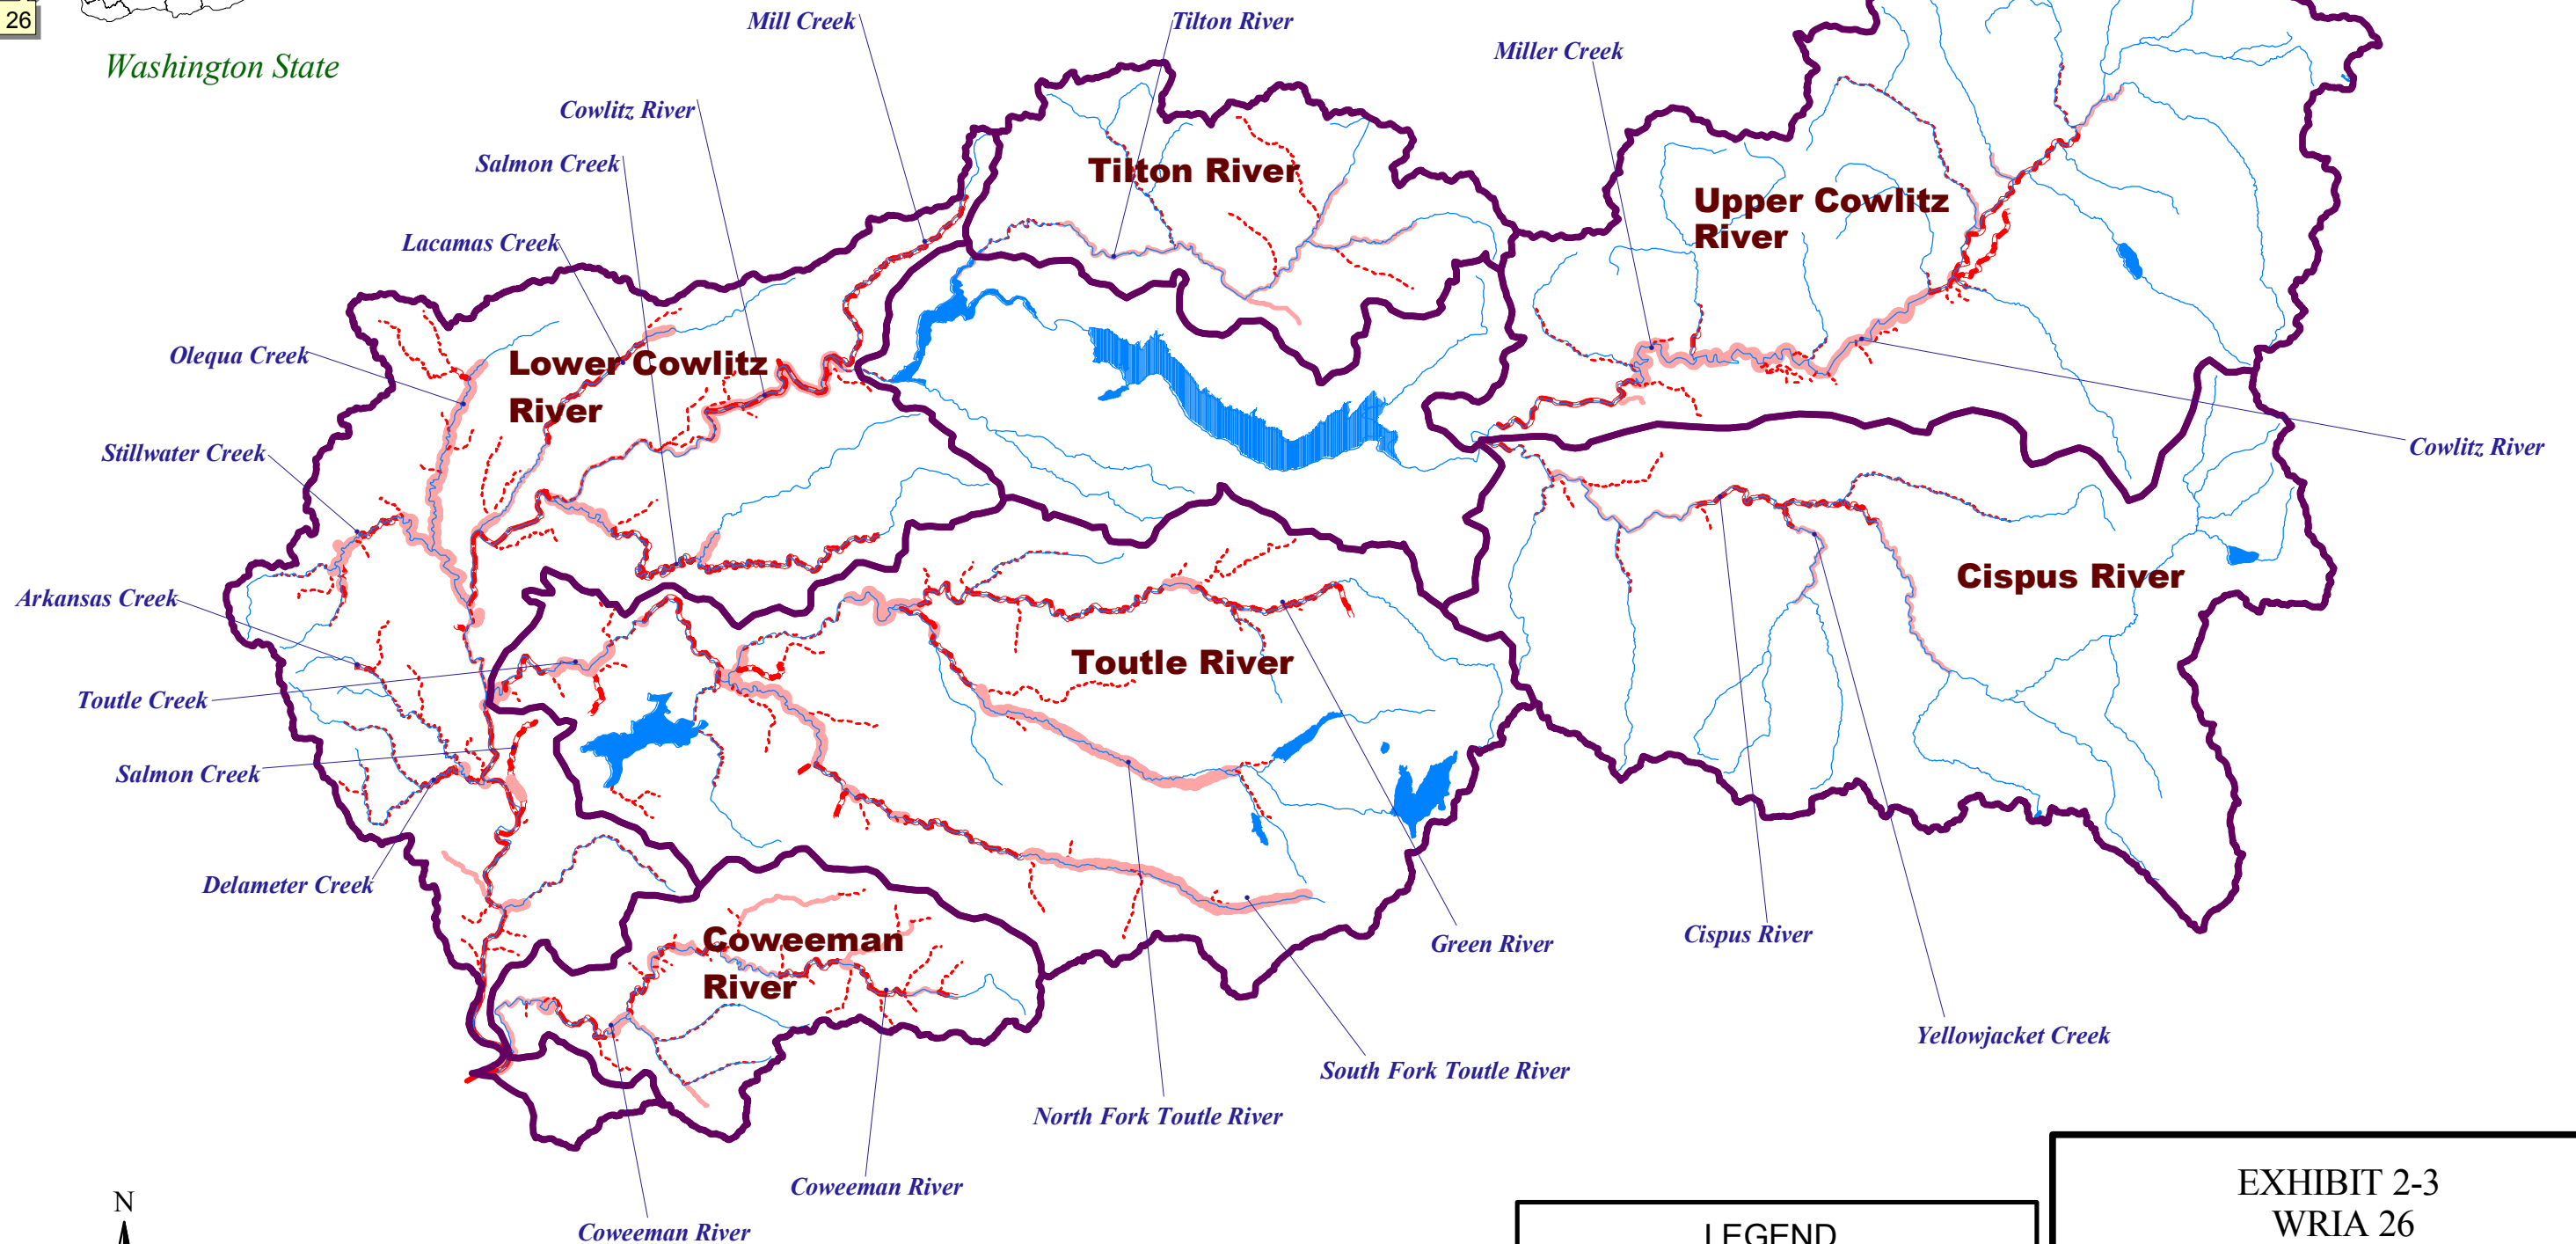 26
Washington State
Mill Creek
Tilton River
Miller Creek
Cowlitz River
Salmon Creek
Tilton River
Upper Cowlitz
River
Lacamas Creek
Olequa Creek
Lower Cowlitz
River
Stillwater Creek
Cowlitz River
Arkansas Creek
Cispus River
Toutle River
Toutle Creek
Salmon Creek
Delameter Creek
Coweeman
River
Green River
Cispus River
Yellowjacket Creek
South Fork Toutle River
North Fork Toutle River
Coweeman River
Coweeman River
N
LEGEND
EXHIBIT 2-3
WRIA 26